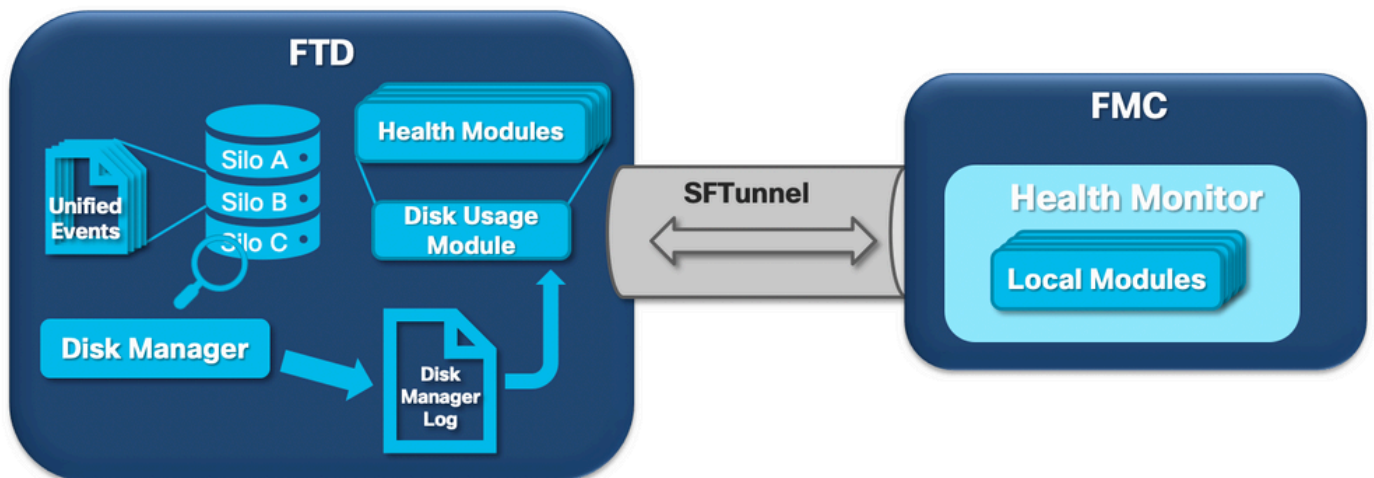 FTD
Unified
Events
Silo A
Silo B
Silo C
Health Modules
Disk Usage
Module
Disk Manager
Disk
Manager
Log
SFTunnel
FMC
Health Monitor
Local Modules